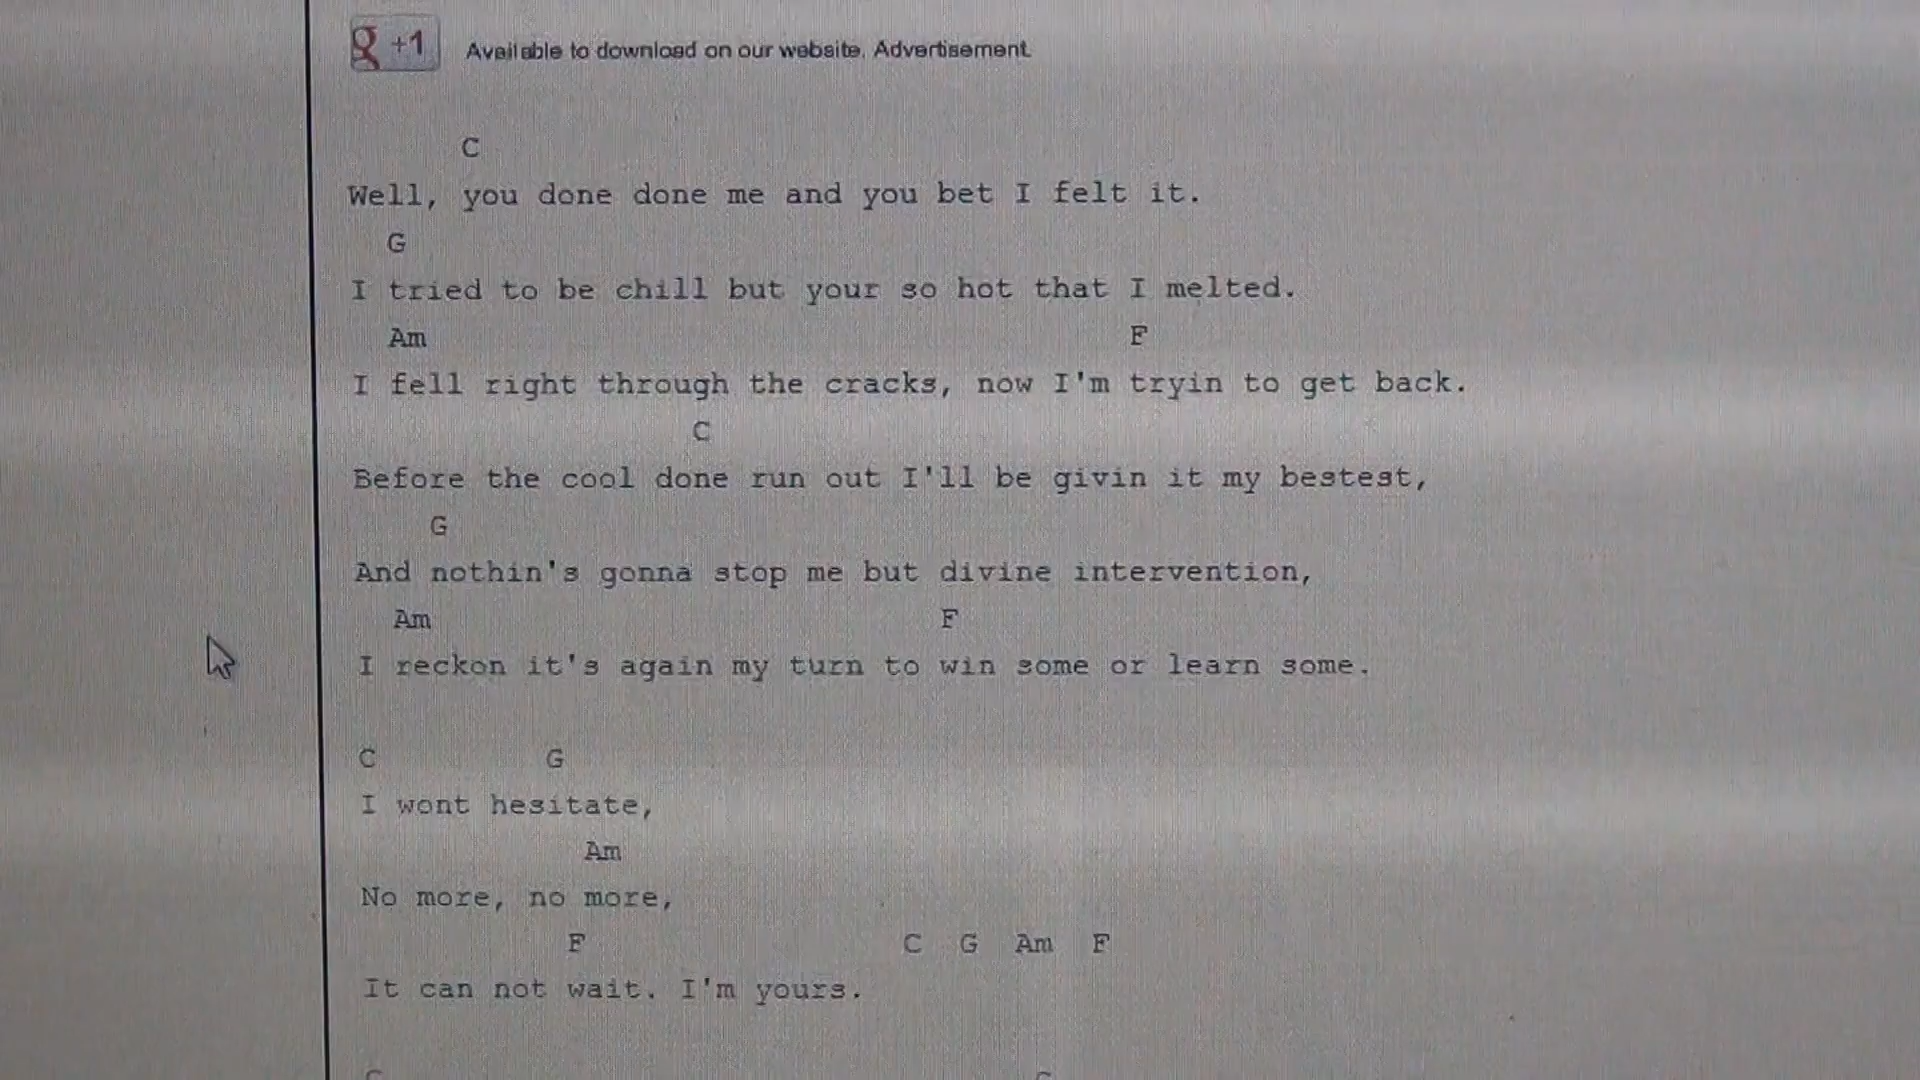 g +1 Available to download on our website. Advertisement
C
Well, you done done me and you bet I felt it.
G
I tried to be chill but your so hot that I melted.
Am F
I fell right through the cracks, now I'm tryin to get back.
C
Before the cool done run out I'll be givin it my bestest,
G
And nothin's gonna stop me but divine intervention,
Am F
I reckon it's again my turn to win some or learn some.
C G
I wont hesitate,
Am
No more, no more,
F C G Am F
It can not wait. I'm yours.